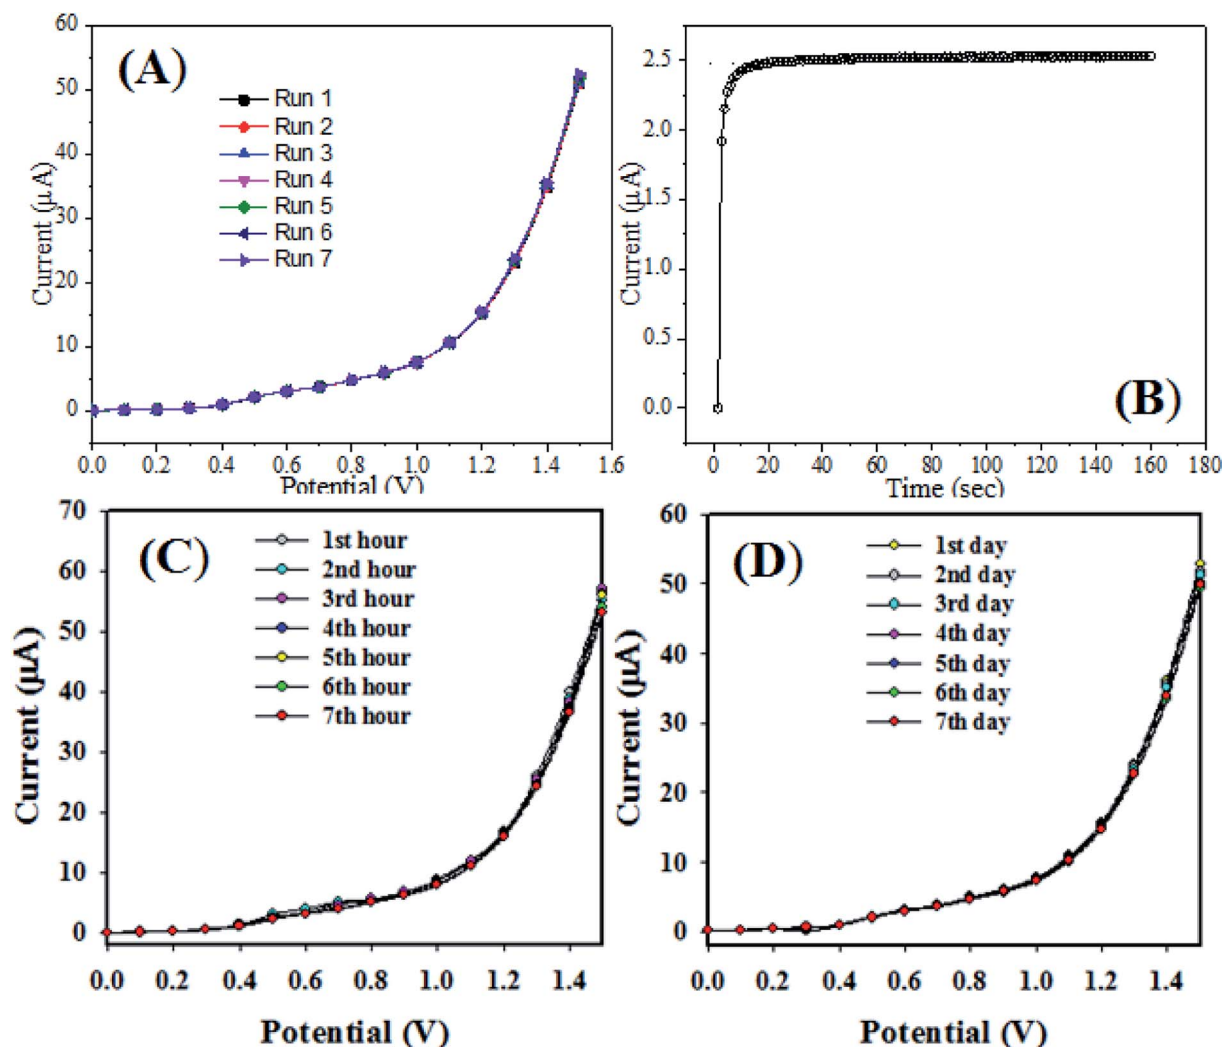 (A)
Run 1
Run 2
Run 3
Run 4
Run 5
Run 6
Run 7
60
50
40
30
20
10
0
Current (μA)
0.0 0.2 0.4 0.6 0.8 1.0 1.2 1.4 1.6
Potential (V)
(B)
2.5
2.0
1.5
1.0
0.5
0.0
Current (μA)
0 20 40 60 80 100 120 140 160 180
Time (sec)
(C)
1st hour
2nd hour
3rd hour
4th hour
5th hour
6th hour
7th hour
70
60
50
40
30
20
10
0
Current (μA)
0.0 0.2 0.4 0.6 0.8 1.0 1.2 1.4
Potential (V)
(D)
1st day
2nd day
3rd day
4th day
5th day
6th day
7th day
60
50
40
30
20
10
0
Current (μA)
0.0 0.2 0.4 0.6 0.8 1.0 1.2 1.4
Potential (V)